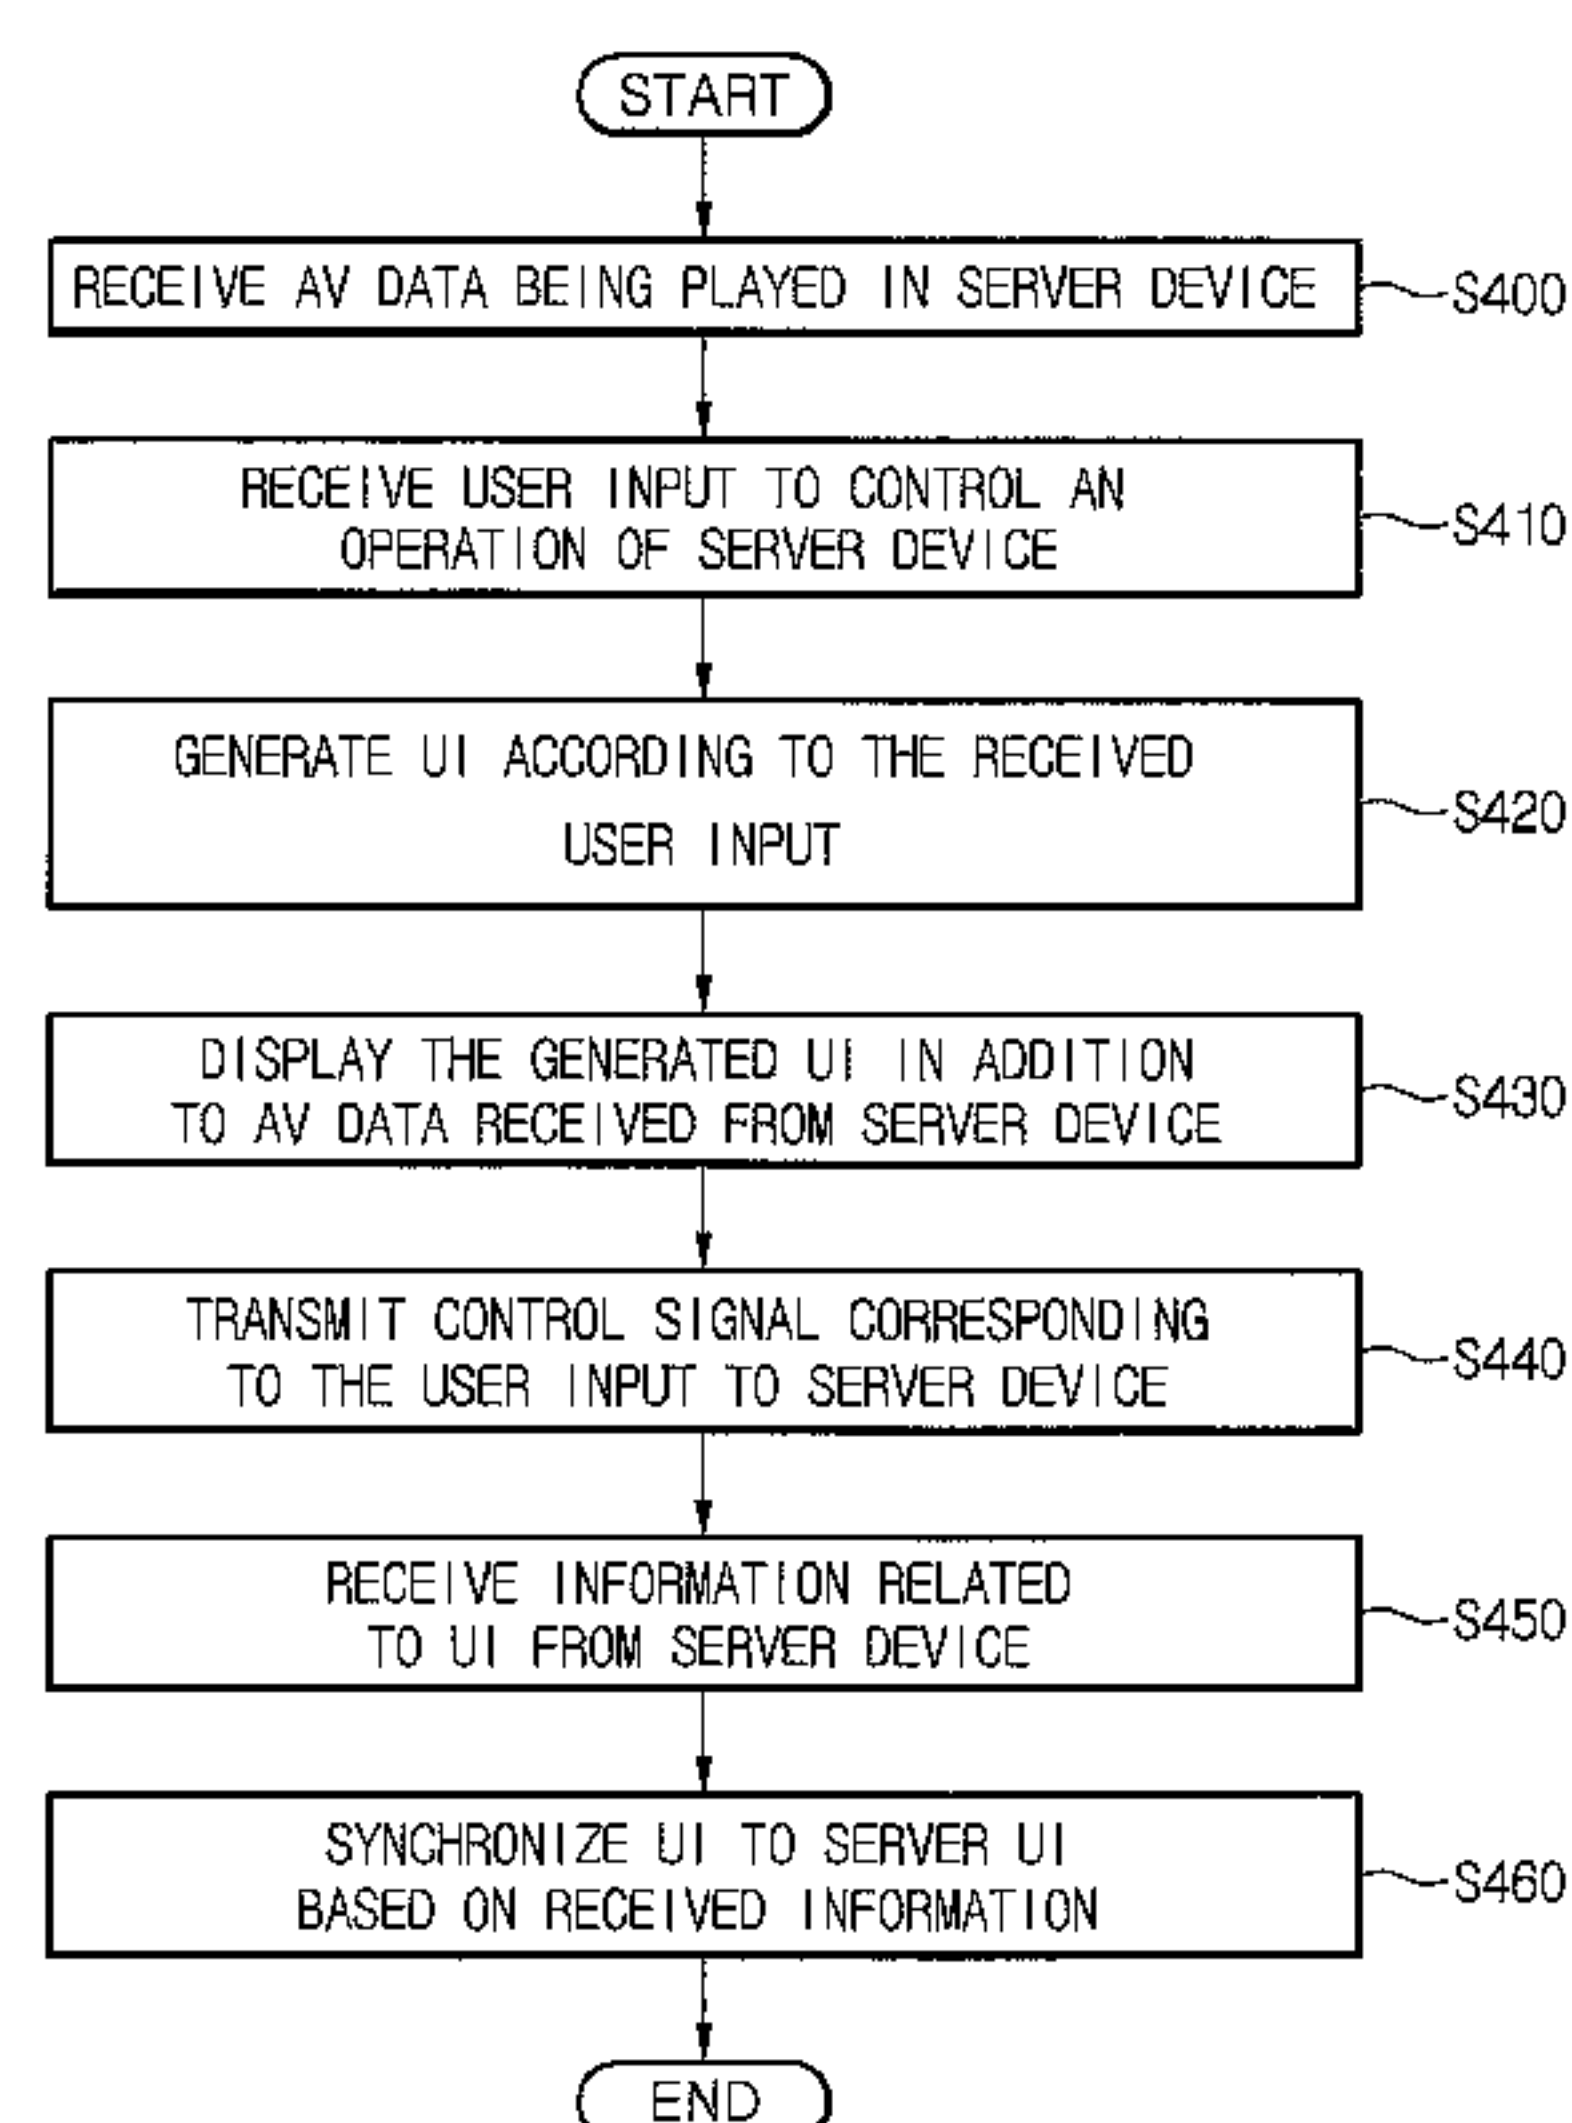 START
RECEIVE AV DATA BEING PLAYED IN SERVER DEVICE
S400
RECEIVE USER INPUT TO CONTROL AN
OPERATION OF SERVER DEVICE
S410
GENERATE UI ACCORDING TO THE RECEIVED
USER INPUT
S420
DISPLAY THE GENERATED UI IN ADDITION
TO AV DATA RECEIVED FROM SERVER DEVICE
S430
TRANSMIT CONTROL SIGNAL CORRESPONDING
TO THE USER INPUT TO SERVER DEVICE
S440
RECEIVE INFORMATION RELATED
TO UI FROM SERVER DEVICE
S450
SYNCHRONIZE UI TO SERVER UI
BASED ON RECEIVED INFORMATION
S460
END